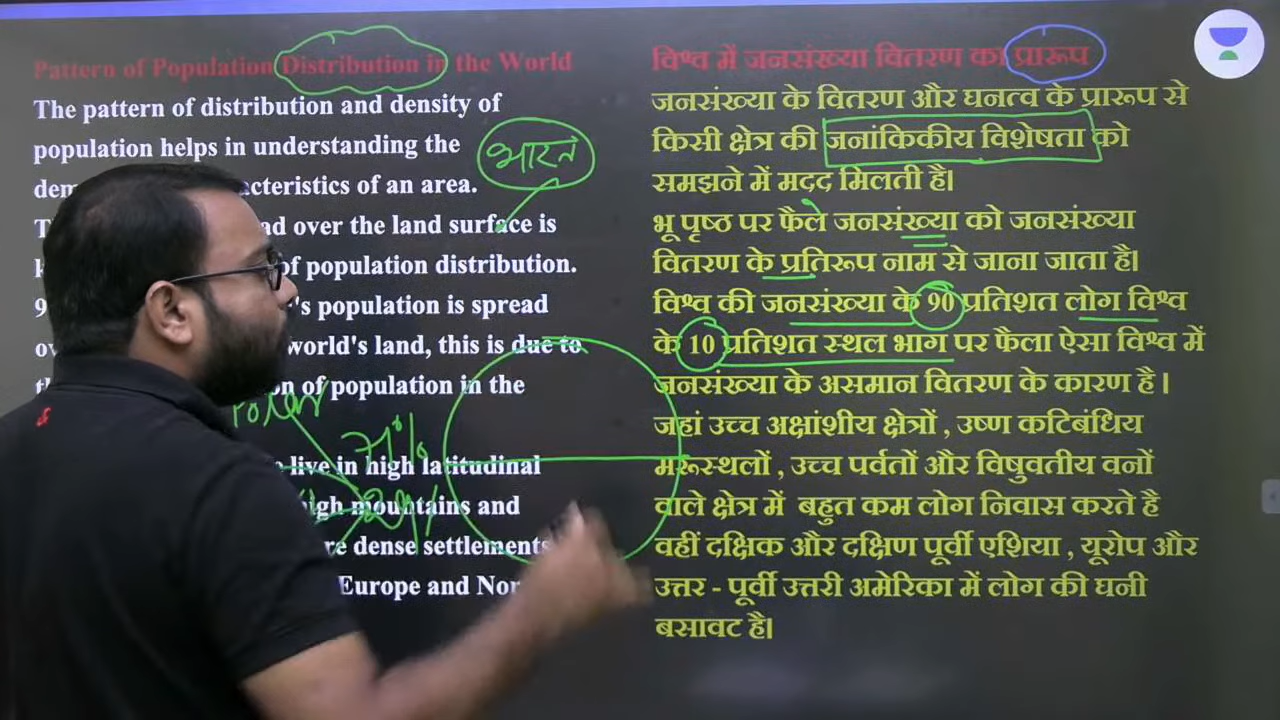 Pattern of Population Distribution in the World
The pattern of distribution and density of
population helps in understanding the
acteristics of an area.
भारत
ad over the land surface is
of population distribution.
9 's population is spread
world's land, this is due to
on of population in the
71%
live in high latitudinal
igh mountains and
29%
re dense settlements
Europe and Nor
विश्व में जनसंख्या वितरण का प्रारूप
जनसंख्या के वितरण और घनत्व के प्रारूप से
किसी क्षेत्र की जनांकिकीय विशेषता को
समझने में मदद मिलती है।
भू पृष्ठ पर फैले जनसंख्या को जनसंख्या
वितरण के प्रतिरूप नाम से जाना जाता है।
विश्व की जनसंख्या के 90 प्रतिशत लोग विश्व
के 10 प्रतिशत स्थल भाग पर फैला ऐसा विश्व में
जनसंख्या के असमान वितरण के कारण है ।
जहां उच्च अक्षांशीय क्षेत्रों , उष्ण कटिबंधिय
मरूस्थलों , उच्च पर्वतों और विषुवतीय वनों
वाले क्षेत्र में बहुत कम लोग निवास करते है
वहीं दक्षिक और दक्षिण पूर्वी एशिया , यूरोप और
उत्तर - पूर्वी उत्तरी अमेरिका में लोग की घनी
बसावट है।